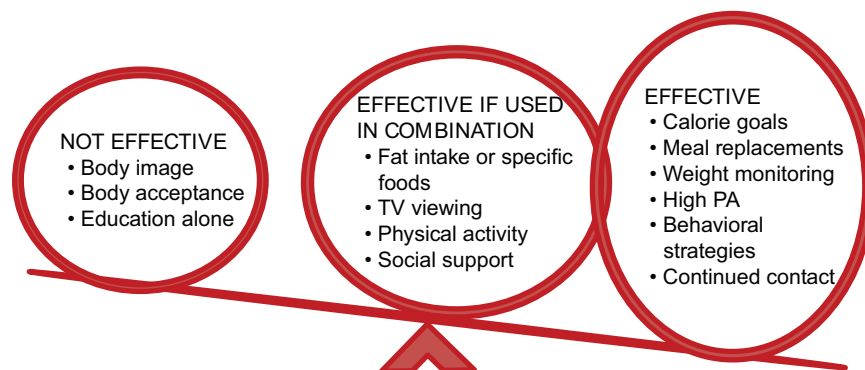 NOT EFFECTIVE
• Body image
• Body acceptance
• Education alone
EFFECTIVE IF USED
IN COMBINATION
• Fat intake or specific
foods
• TV viewing
• Physical activity
• Social support
EFFECTIVE
• Calorie goals
• Meal replacements
• Weight monitoring
• High PA
• Behavioral
strategies
• Continued contact